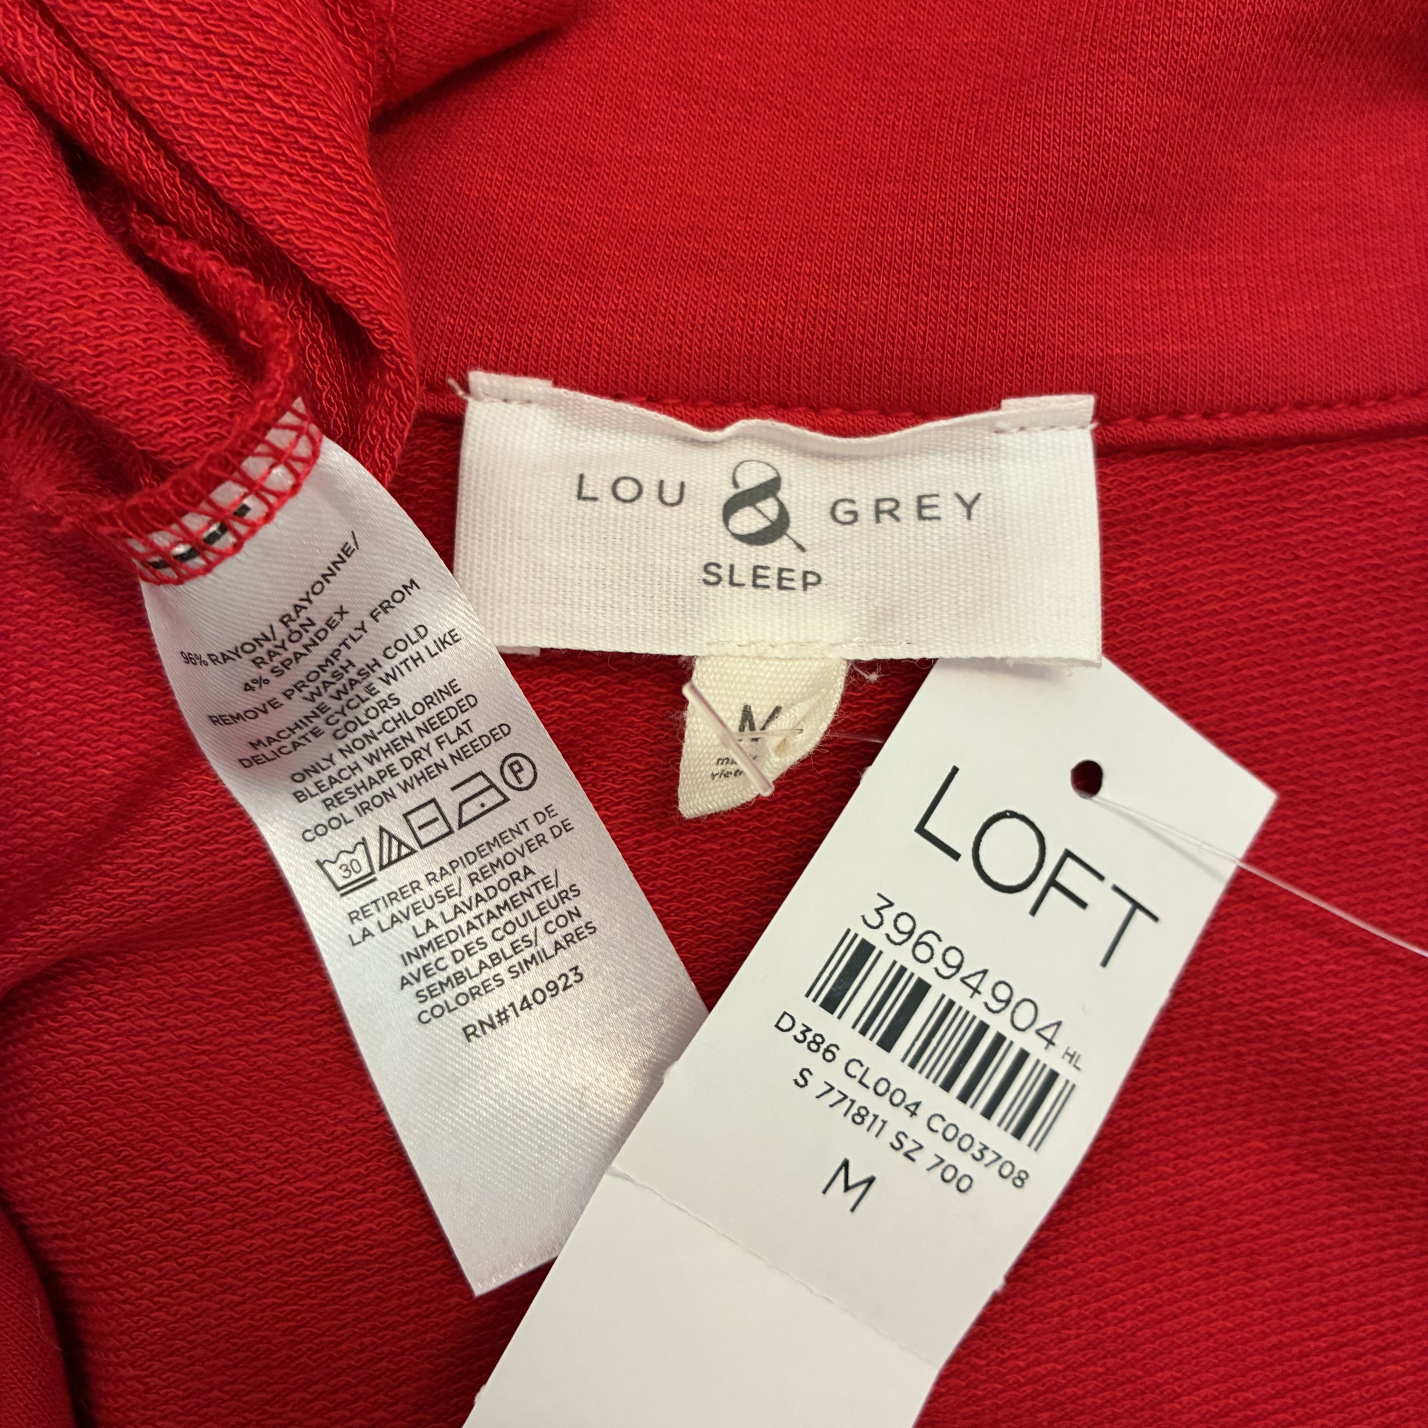 LOU & GREY
SLEEP
M
96% RAYON/ RAYONNE/
RAYÓN
4% SPANDEX
REMOVE PROMPTLY FROM
WASH
MACHINE WASH COLD
DELICATE CYCLE WITH LIKE
COLORS
ONLY NON-CHLORINE
BLEACH WHEN NEEDED
RESHAPE DRY FLAT
COOL IRON WHEN NEEDED
30 P
RETIRER RAPIDEMENT DE
LA LAVEUSE/ REMOVER DE
LA LAVADORA
INMEDIATAMENTE/
AVEC DES COULEURS
SEMBLABLES/ CON
COLORES SIMILARES
RN#140923
LOFT
39694904 HL
D386 CL004 C003708
S 771811 SZ 700
M